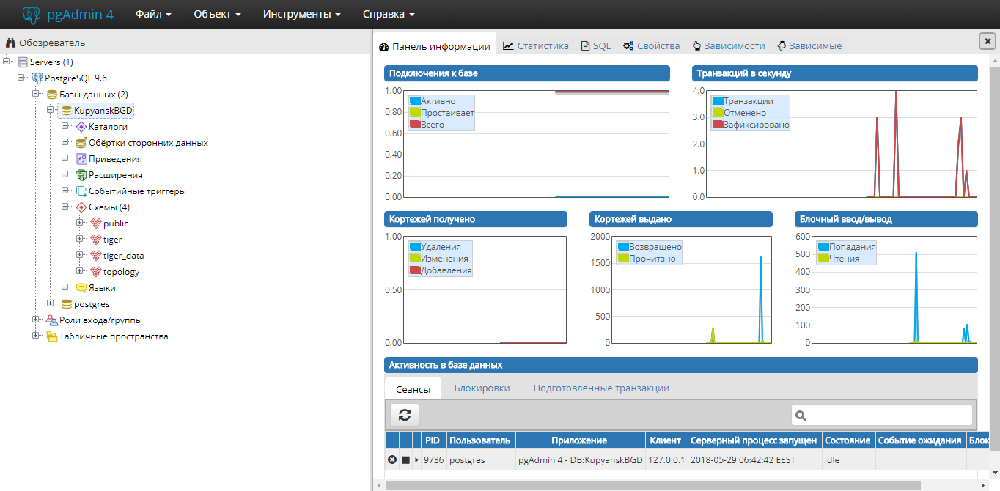 pgAdmin 4 Файл Объект Инструменты Справка
Обозреватель
Servers (1)
PostgreSQL 9.6
Базы данных (2)
KupyanskBGD
Каталоги
Обёртки сторонних данных
Приведения
Расширения
Событийные триггеры
Схемы (4)
public
tiger
tiger_data
topology
Языки
postgres
Роли входа/группы
Табличные пространства
Панель информации Статистика SQL Свойства Зависимости Зависимые
Подключения к базе
1.00
0.80
0.60
0.40
0.20
0.00
Активно
Простаивает
Всего
Транзакций в секунду
4.0
3.0
2.0
1.0
0.0
Транзакции
Отменено
Зафиксировано
Кортежей получено
1.00
0.50
0.00
Удаления
Изменения
Добавления
Кортежей выдано
2000
1500
1000
500
0
Возвращено
Прочитано
Блочный ввод/вывод
600
500
400
300
200
100
0
Попадания
Чтения
Активность в базе данных
Сеансы Блокировки Подготовленные транзакции
PID Пользователь Приложение Клиент Серверный процесс запущен Состояние Событие ожидания Блок
9736 postgres pgAdmin 4 - DB:KupyanskBGD 127.0.0.1 2018-05-29 06:42:42 EEST idle